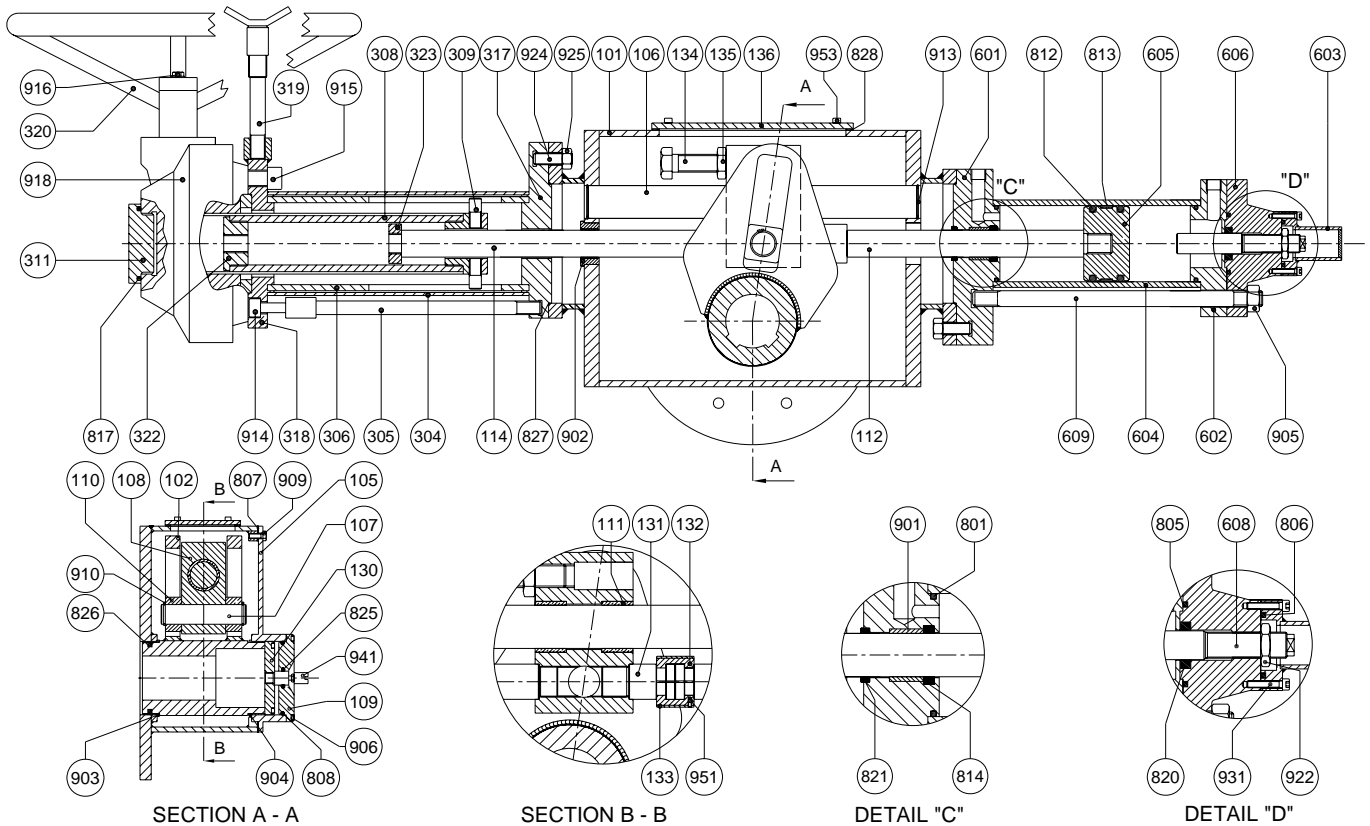 308 323 309 317 924 925 101 106 134 135 136 953 828 913 601 812 813 605 606 603
A
916
319
915
320
918
"C"
"D"
311
817 322 914 318 306 305 304 114 827 902 112 609 604 602 905
A
110 108 102 B 807 909 105
107
910
130
826
825
941
109
906
903 B 904 808
SECTION A - A
111 131 132
133 951
SECTION B - B
901 801
821 814
DETAIL "C"
805 608 806
820 931 922
DETAIL "D"